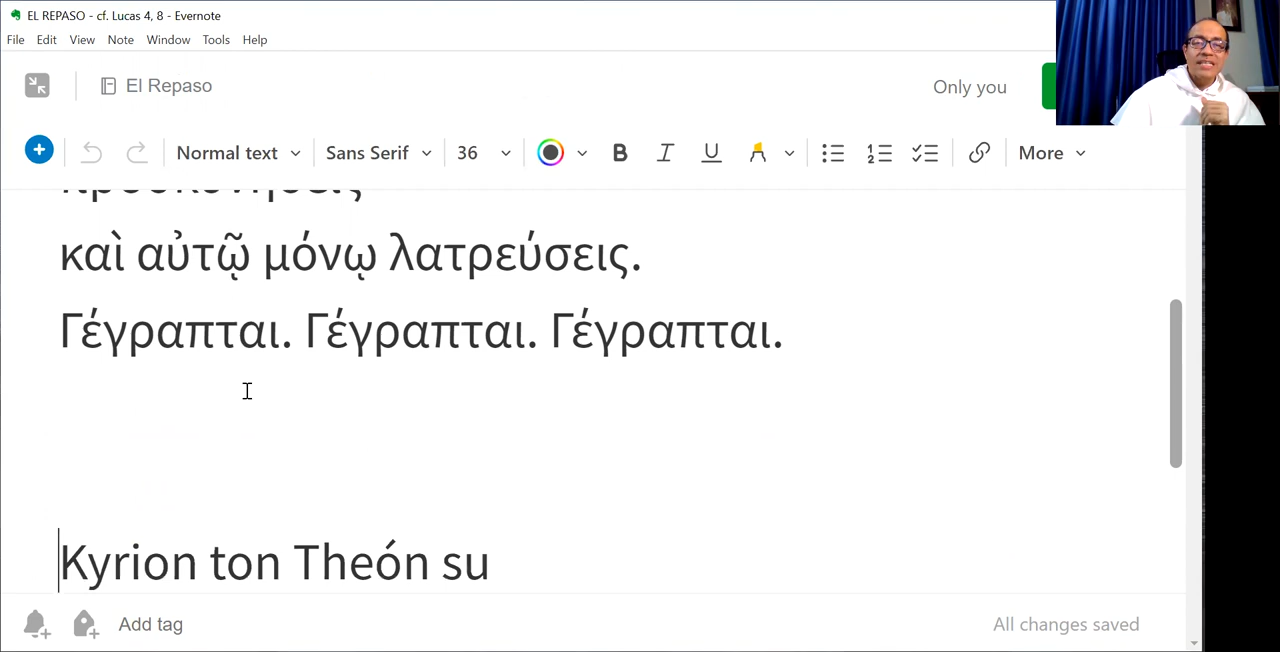 EL REPASO - cf. Lucas 4, 8 - Evernote
File Edit View Note Window Tools Help
El Repaso
Only you
Normal text Sans Serif 36 B I U More
προσκυνήσεις
καὶ αὐτῷ μόνῳ λατρεύσεις.
Γέγραπται. Γέγραπται. Γέγραπται.
Kyrion ton Theón su
Add tag
All changes saved